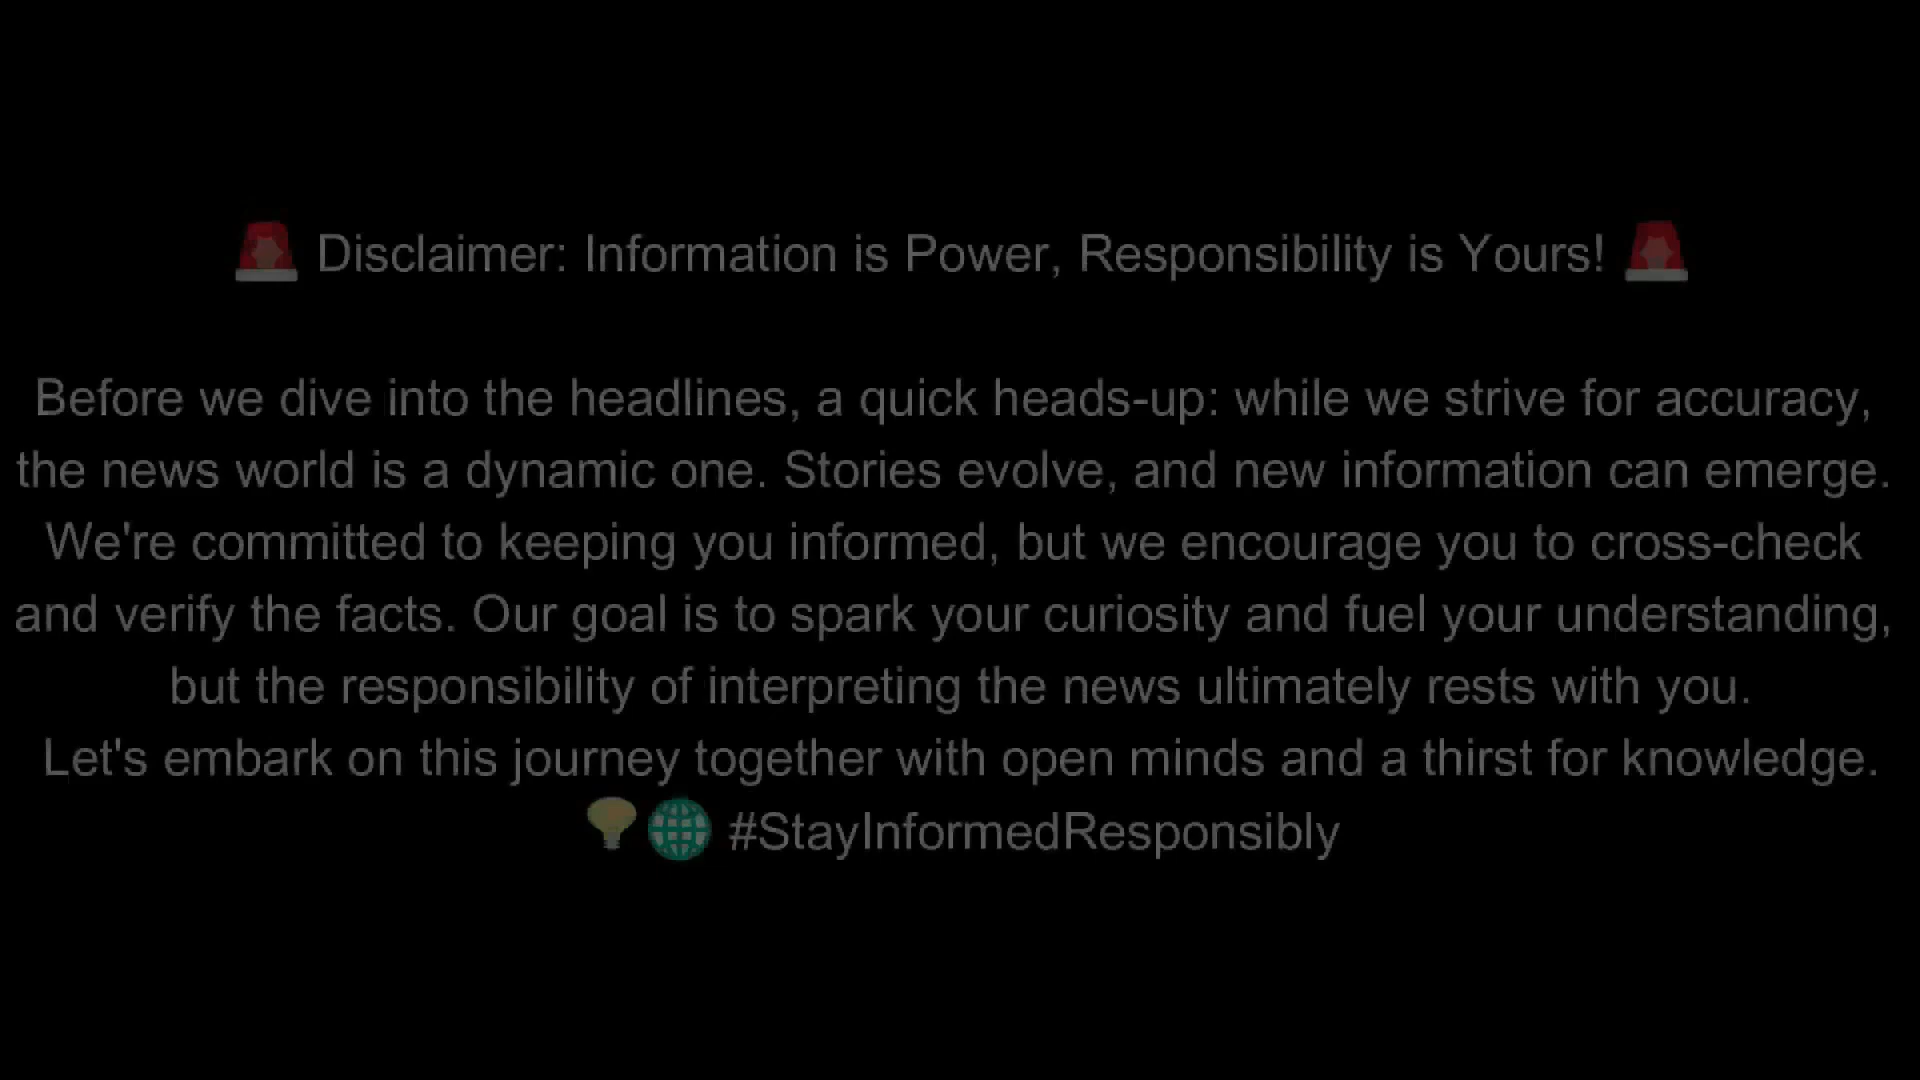 🚨 Disclaimer: Information is Power, Responsibility is Yours! 🚨
Before we dive into the headlines, a quick heads-up: while we strive for accuracy,
the news world is a dynamic one. Stories evolve, and new information can emerge.
We're committed to keeping you informed, but we encourage you to cross-check
and verify the facts. Our goal is to spark your curiosity and fuel your understanding,
but the responsibility of interpreting the news ultimately rests with you.
Let's embark on this journey together with open minds and a thirst for knowledge.
💡🌐 #StayInformedResponsibly